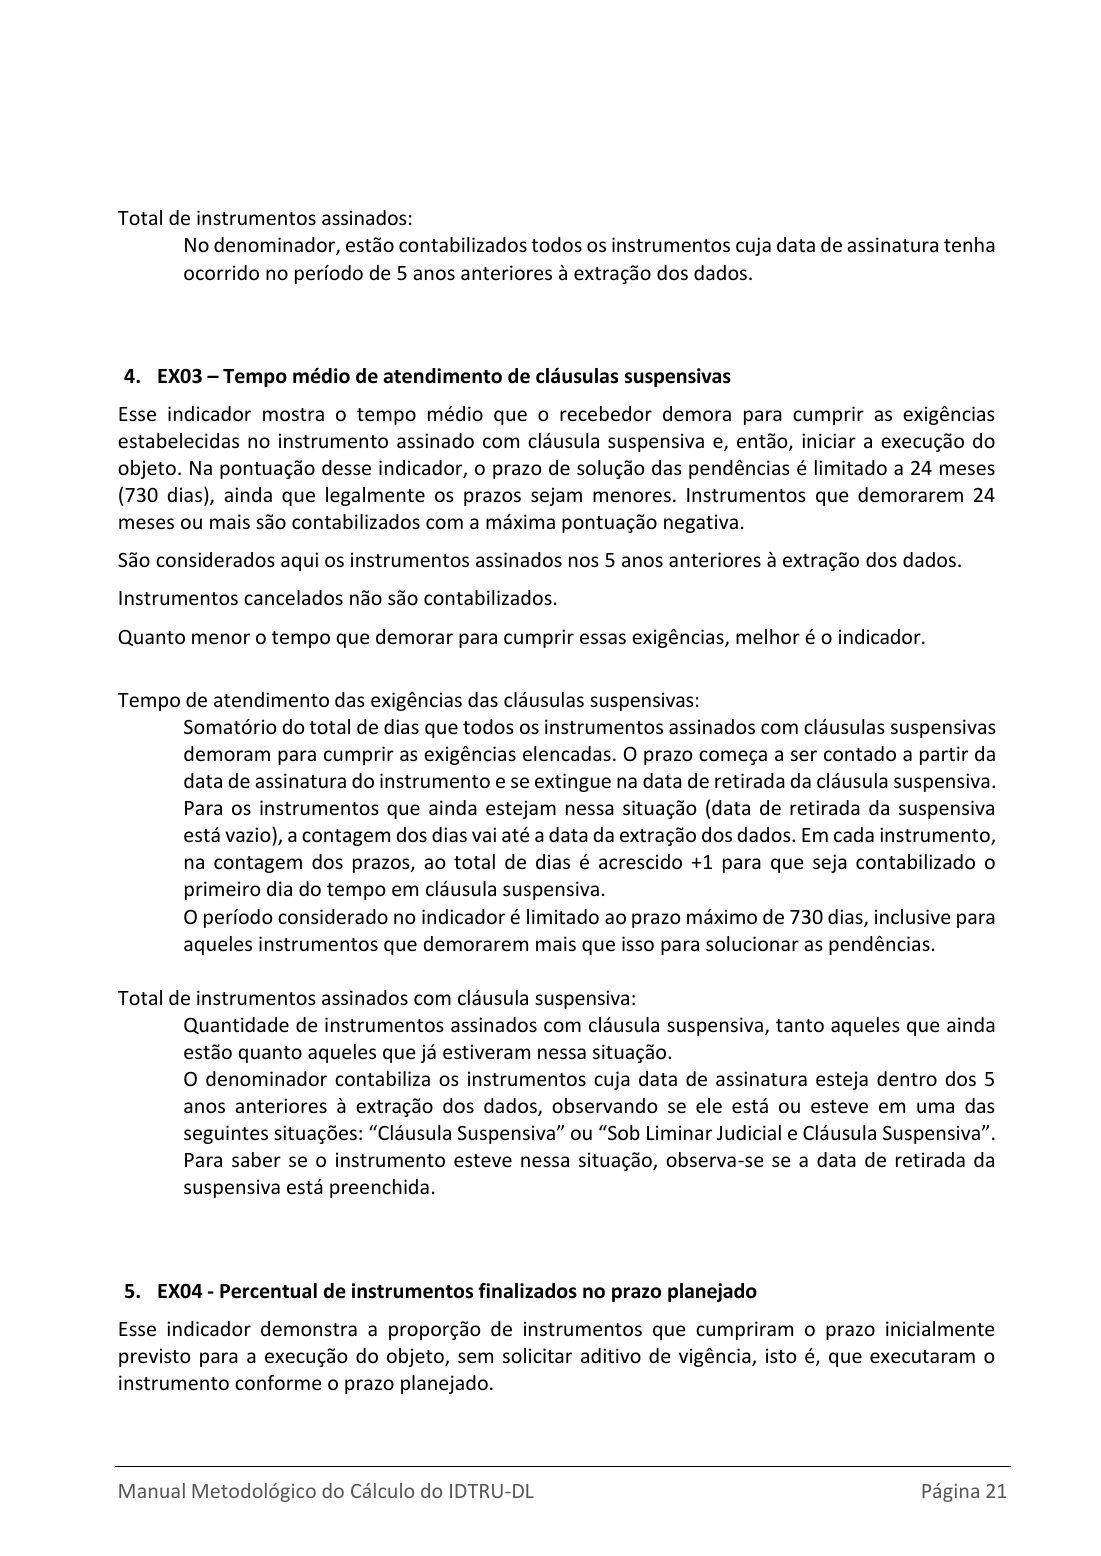 Total de instrumentos assinados:
No denominador, estão contabilizados todos os instrumentos cuja data de assinatura tenha
ocorrido no período de 5 anos anteriores à extração dos dados.
4. EX03 – Tempo médio de atendimento de cláusulas suspensivas
Esse indicador mostra o tempo médio que o recebedor demora para cumprir as exigências
estabelecidas no instrumento assinado com cláusula suspensiva e, então, iniciar a execução do
objeto. Na pontuação desse indicador, o prazo de solução das pendências é limitado a 24 meses
(730 dias), ainda que legalmente os prazos sejam menores. Instrumentos que demorarem 24
meses ou mais são contabilizados com a máxima pontuação negativa.
São considerados aqui os instrumentos assinados nos 5 anos anteriores à extração dos dados.
Instrumentos cancelados não são contabilizados.
Quanto menor o tempo que demorar para cumprir essas exigências, melhor é o indicador.
Tempo de atendimento das exigências das cláusulas suspensivas:
Somatório do total de dias que todos os instrumentos assinados com cláusulas suspensivas
demoram para cumprir as exigências elencadas. O prazo começa a ser contado a partir da
data de assinatura do instrumento e se extingue na data de retirada da cláusula suspensiva.
Para os instrumentos que ainda estejam nessa situação (data de retirada da suspensiva
está vazio), a contagem dos dias vai até a data da extração dos dados. Em cada instrumento,
na contagem dos prazos, ao total de dias é acrescido +1 para que seja contabilizado o
primeiro dia do tempo em cláusula suspensiva.
O período considerado no indicador é limitado ao prazo máximo de 730 dias, inclusive para
aqueles instrumentos que demorarem mais que isso para solucionar as pendências.
Total de instrumentos assinados com cláusula suspensiva:
Quantidade de instrumentos assinados com cláusula suspensiva, tanto aqueles que ainda
estão quanto aqueles que já estiveram nessa situação.
O denominador contabiliza os instrumentos cuja data de assinatura esteja dentro dos 5
anos anteriores à extração dos dados, observando se ele está ou esteve em uma das
seguintes situações: “Cláusula Suspensiva” ou “Sob Liminar Judicial e Cláusula Suspensiva”.
Para saber se o instrumento esteve nessa situação, observa-se se a data de retirada da
suspensiva está preenchida.
5. EX04 - Percentual de instrumentos finalizados no prazo planejado
Esse indicador demonstra a proporção de instrumentos que cumpriram o prazo inicialmente
previsto para a execução do objeto, sem solicitar aditivo de vigência, isto é, que executaram o
instrumento conforme o prazo planejado.
Manual Metodológico do Cálculo do IDTRU-DL Página 21